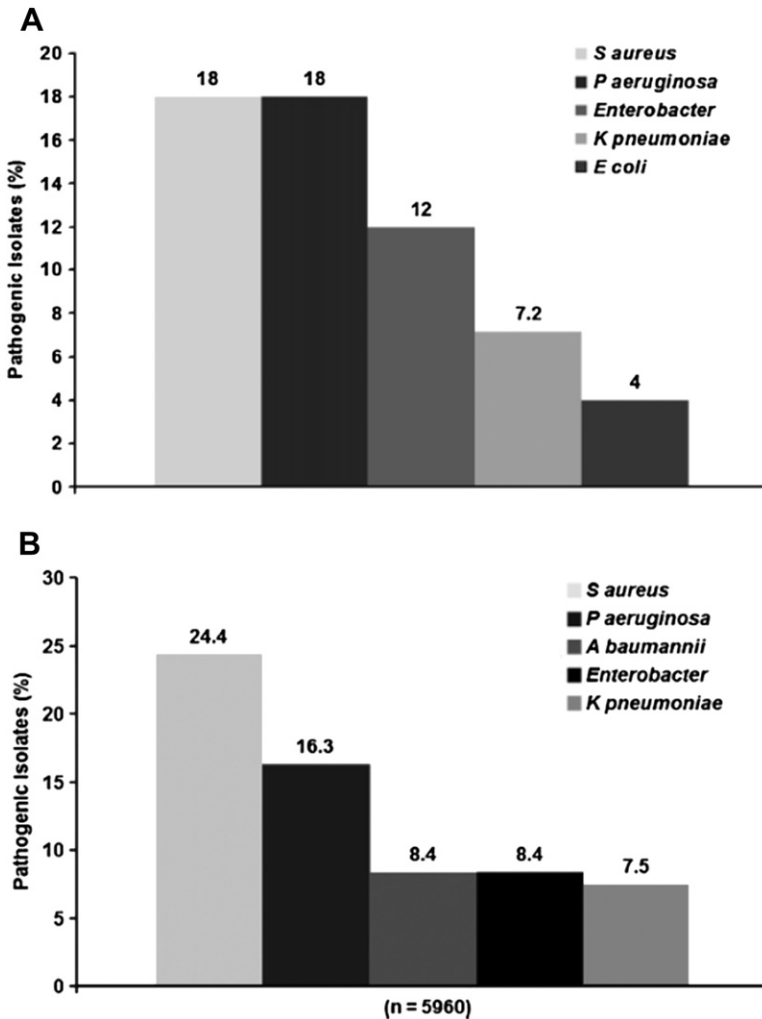 A
Pathogenic Isolates (%)
20
18
16
14
12
10
8
6
4
2
0
18
18
12
7.2
4
S aureus
P aeruginosa
Enterobacter
K pneumoniae
E coli
B
Pathogenic Isolates (%)
30
25
20
15
10
5
0
24.4
16.3
8.4
8.4
7.5
S aureus
P aeruginosa
A baumannii
Enterobacter
K pneumoniae
(n = 5960)